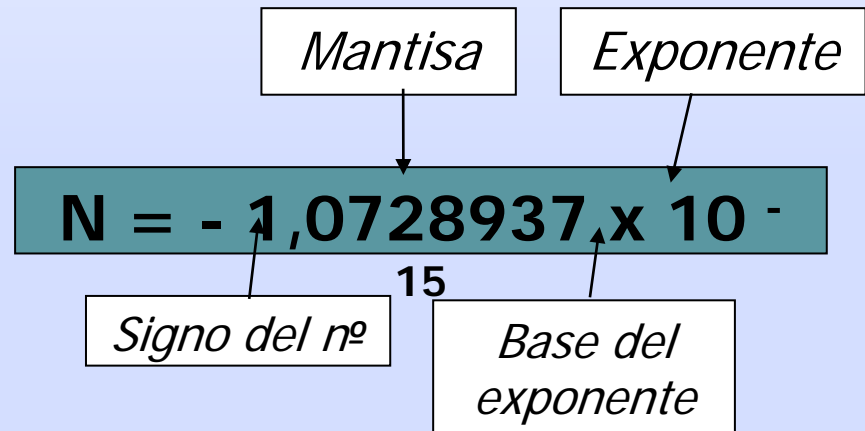 Mantisa
Exponente
N = - 1,0728937 x 10 -
15
Signo del nº
Base del
exponente